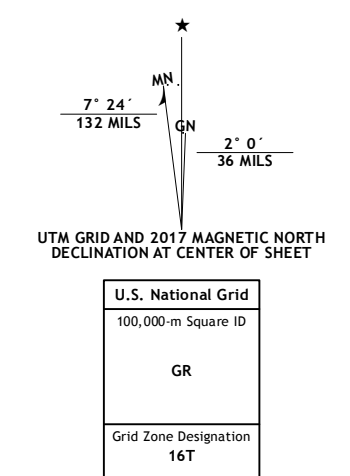 ★
MN
7° 24´
132 MILS
GN
2° 0´
36 MILS
UTM GRID AND 2017 MAGNETIC NORTH
DECLINATION AT CENTER OF SHEET
U.S. National Grid
100,000-m Square ID
GR
Grid Zone Designation
16T